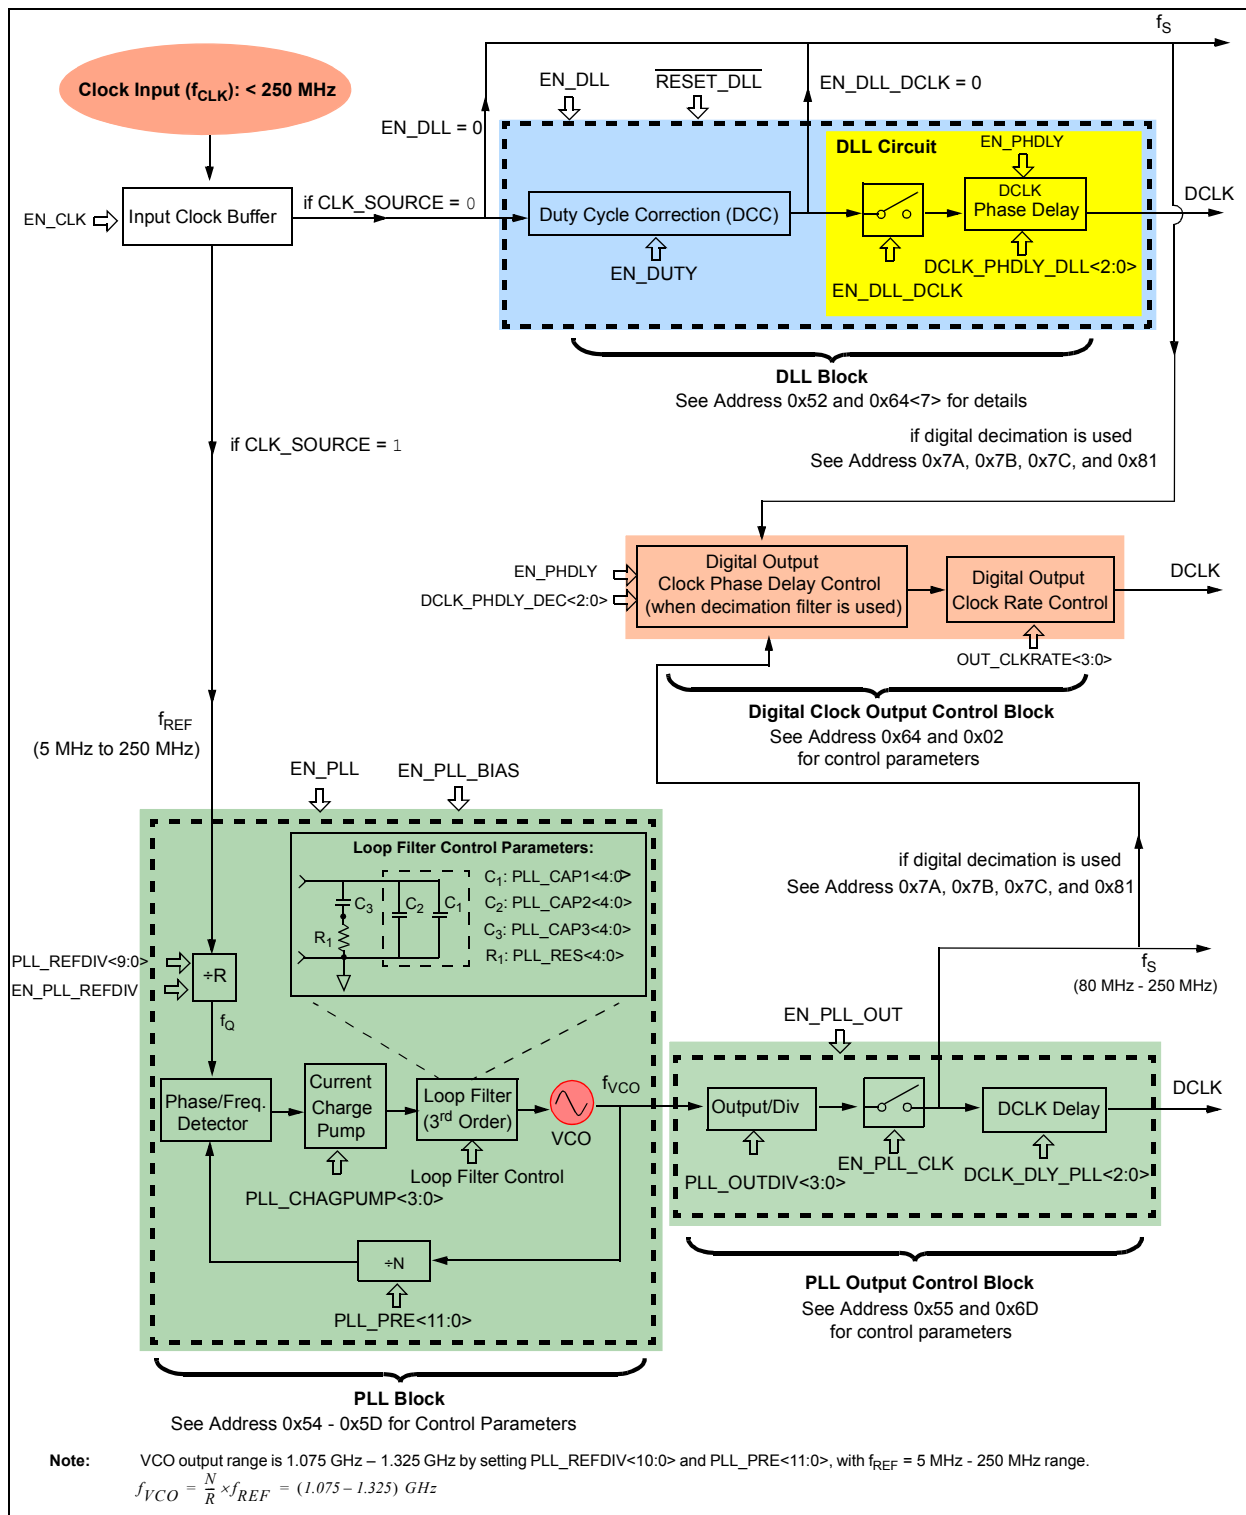 f_S
Clock Input (f_CLK): < 250 MHz
EN_DLL
RESET_DLL
EN_DLL_DCLK = 0
EN_DLL = 0
DLL Circuit
EN_PHDLY
EN_CLK
Input Clock Buffer
if CLK_SOURCE = 0
Duty Cycle Correction (DCC)
DCLK
Phase Delay
DCLK
EN_DUTY
DCLK_PHDLY_DLL<2:0>
EN_DLL_DCLK
DLL Block
See Address 0x52 and 0x64<7> for details
if CLK_SOURCE = 1
if digital decimation is used
See Address 0x7A, 0x7B, 0x7C, and 0x81
EN_PHDLY
DCLK_PHDLY_DEC<2:0>
Digital Output
Clock Phase Delay Control
(when decimation filter is used)
Digital Output
Clock Rate Control
DCLK
OUT_CLKRATE<3:0>
Digital Clock Output Control Block
See Address 0x64 and 0x02
for control parameters
f_REF
(5 MHz to 250 MHz)
EN_PLL
EN_PLL_BIAS
Loop Filter Control Parameters:
C3
C2
C1
R1
C1: PLL_CAP1<4:0>
C2: PLL_CAP2<4:0>
C3: PLL_CAP3<4:0>
R1: PLL_RES<4:0>
if digital decimation is used
See Address 0x7A, 0x7B, 0x7C, and 0x81
PLL_REFDIV<9:0>
EN_PLL_REFDIV
÷R
f_Q
f_S
(80 MHz - 250 MHz)
EN_PLL_OUT
Phase/Freq.
Detector
Current
Charge
Pump
Loop Filter
(3rd Order)
f_VCO
VCO
Output/Div
DCLK Delay
DCLK
Loop Filter Control
PLL_CHAGPUMP<3:0>
PLL_OUTDIV<3:0>
EN_PLL_CLK
DCLK_DLY_PLL<2:0>
÷N
PLL_PRE<11:0>
PLL Output Control Block
See Address 0x55 and 0x6D
for control parameters
PLL Block
See Address 0x54 - 0x5D for Control Parameters
Note: VCO output range is 1.075 GHz – 1.325 GHz by setting PLL_REFDIV<10:0> and PLL_PRE<11:0>, with f_REF = 5 MHz - 250 MHz range.
f_VCO = N/R × f_REF = (1.075 – 1.325) GHz